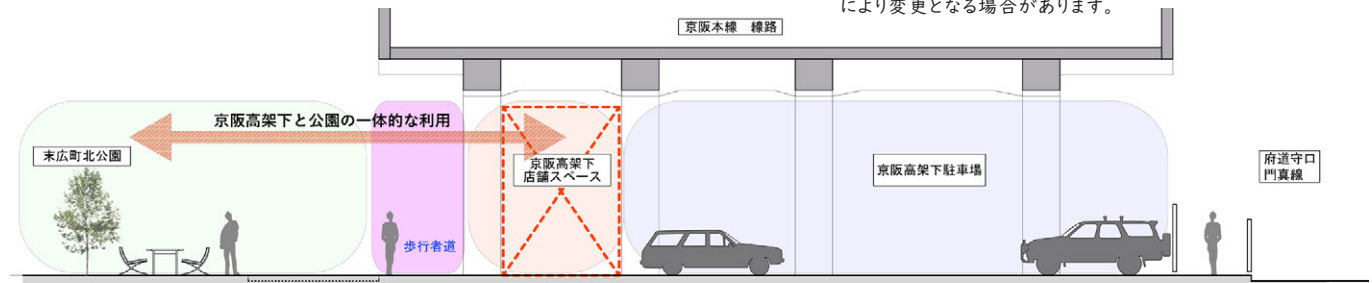 により変更となる場合があります。
京阪本線 線路
京阪高架下と公園の一体的な利用
末広町北公園
京阪高架下
店舗スペース
京阪高架下駐車場
府道守口
門真線
歩行者道